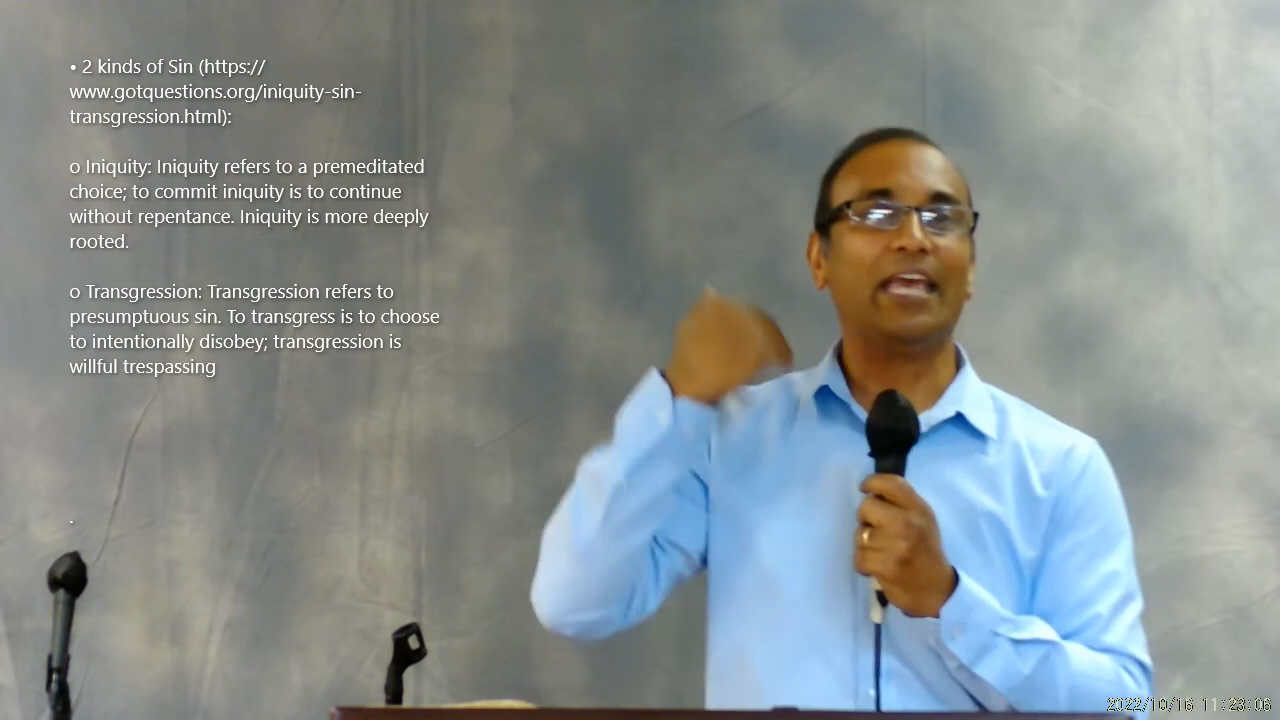 • 2 kinds of Sin (https://
www.gotquestions.org/iniquity-sin-
transgression.html):
o Iniquity: Iniquity refers to a premeditated
choice; to commit iniquity is to continue
without repentance. Iniquity is more deeply
rooted.
o Transgression: Transgression refers to
presumptuous sin. To transgress is to choose
to intentionally disobey; transgression is
willful trespassing
.
2022/10/16 11:23:06